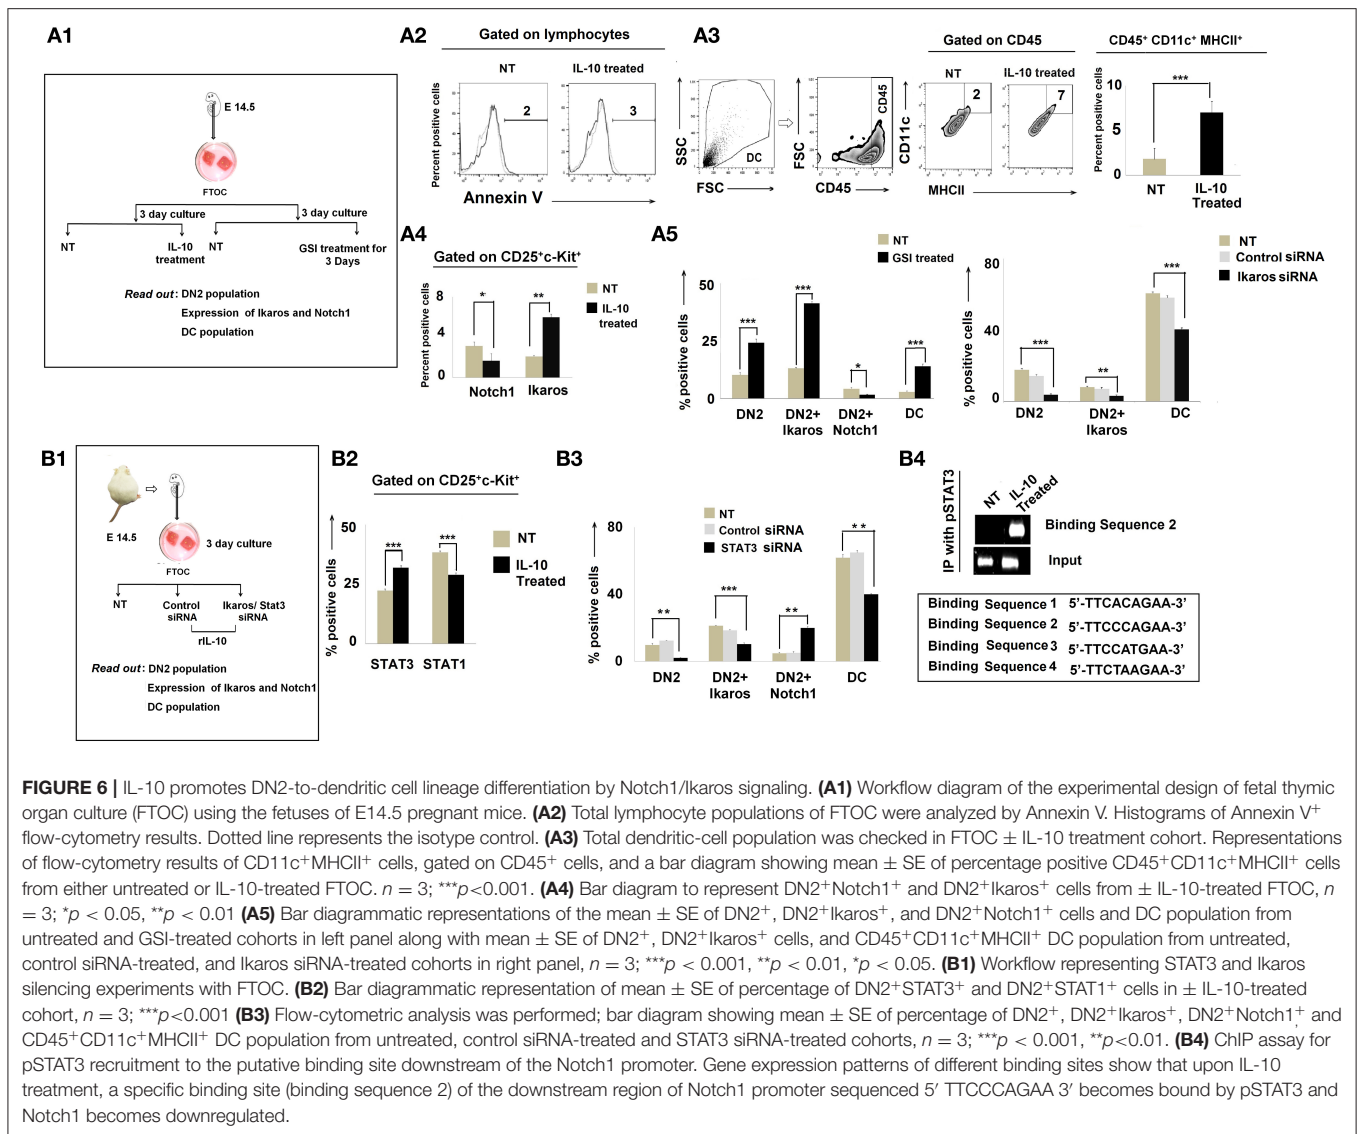 A1
E 14.5
FTOC
3 day culture
3 day culture
NT
IL-10
treatment
NT
GSI treatment for
3 Days
Read out: DN2 population
Expression of Ikaros and Notch1
DC population
A2
Gated on lymphocytes
NT
IL-10 treated
Percent positive cells
2
3
Annexin V
A3
SSC
DC
FSC
FSC
CD45
CD45
Gated on CD45
NT
IL-10 treated
CD11c
2
7
MHCII
CD45⁺ CD11c⁺ MHCII⁺
Percent positive cells
10
5
0
***
NT
IL-10
Treated
A4
Gated on CD25⁺c-Kit⁺
Percent positive cells
8
4
0
*
**
NT
IL-10
treated
Notch1
Ikaros
A5
NT
GSI treated
% positive cells
50
25
0
***
***
*
***
DN2
DN2+
Ikaros
DN2+
Notch1
DC
NT
Control siRNA
Ikaros siRNA
% positive cells
80
40
0
***
**
***
DN2
DN2+
Ikaros
DC
B1
E 14.5
3 day culture
FTOC
NT
Control
siRNA
Ikaros/ Stat3
siRNA
rIL-10
Read out: DN2 population
Expression of Ikaros and Notch1
DC population
B2
Gated on CD25⁺c-Kit⁺
% positive cells
50
25
0
***
***
NT
IL-10
Treated
STAT3
STAT1
B3
NT
Control siRNA
STAT3 siRNA
% positive cells
80
40
0
**
***
**
**
DN2
DN2+
Ikaros
DN2+
Notch1
DC
B4
IP with pSTAT3
NT
IL-10
Treated
Binding Sequence 2
Input
Binding Sequence 1 5'-TTCACAGAA-3'
Binding Sequence 2 5'-TTCCCAGAA-3'
Binding Sequence 3 5'-TTCCATGAA-3'
Binding Sequence 4 5'-TTCTAAGAA-3'
FIGURE 6 | IL-10 promotes DN2-to-dendritic cell lineage differentiation by Notch1/Ikaros signaling. (A1) Workflow diagram of the experimental design of fetal thymic
organ culture (FTOC) using the fetuses of E14.5 pregnant mice. (A2) Total lymphocyte populations of FTOC were analyzed by Annexin V. Histograms of Annexin V⁺
flow-cytometry results. Dotted line represents the isotype control. (A3) Total dendritic-cell population was checked in FTOC ± IL-10 treatment cohort. Representations
of flow-cytometry results of CD11c⁺MHCII⁺ cells, gated on CD45⁺ cells, and a bar diagram showing mean ± SE of percentage positive CD45⁺CD11c⁺MHCII⁺ cells
from either untreated or IL-10-treated FTOC. n = 3; ***p<0.001. (A4) Bar diagram to represent DN2⁺Notch1⁺ and DN2⁺Ikaros⁺ cells from ± IL-10-treated FTOC, n
= 3; *p < 0.05, **p < 0.01 (A5) Bar diagrammatic representations of the mean ± SE of DN2⁺, DN2⁺Ikaros⁺, and DN2⁺Notch1⁺ cells and DC population from
untreated and GSI-treated cohorts in left panel along with mean ± SE of DN2⁺, DN2⁺Ikaros⁺ cells, and CD45⁺CD11c⁺MHCII⁺ DC population from untreated,
control siRNA-treated, and Ikaros siRNA-treated cohorts in right panel, n = 3; ***p < 0.001, **p < 0.01, *p < 0.05. (B1) Workflow representing STAT3 and Ikaros
silencing experiments with FTOC. (B2) Bar diagrammatic representation of mean ± SE of percentage of DN2⁺STAT3⁺ and DN2⁺STAT1⁺ cells in ± IL-10-treated
cohort, n = 3; ***p<0.001 (B3) Flow-cytometric analysis was performed; bar diagram showing mean ± SE of percentage of DN2⁺, DN2⁺Ikaros⁺, DN2⁺Notch1⁺, and
CD45⁺CD11c⁺MHCII⁺ DC population from untreated, control siRNA-treated and STAT3 siRNA-treated cohorts, n = 3; ***p < 0.001, **p<0.01. (B4) ChIP assay for
pSTAT3 recruitment to the putative binding site downstream of the Notch1 promoter. Gene expression patterns of different binding sites show that upon IL-10
treatment, a specific binding site (binding sequence 2) of the downstream region of Notch1 promoter sequenced 5′ TTCCCAGAA 3′ becomes bound by pSTAT3 and
Notch1 becomes downregulated.